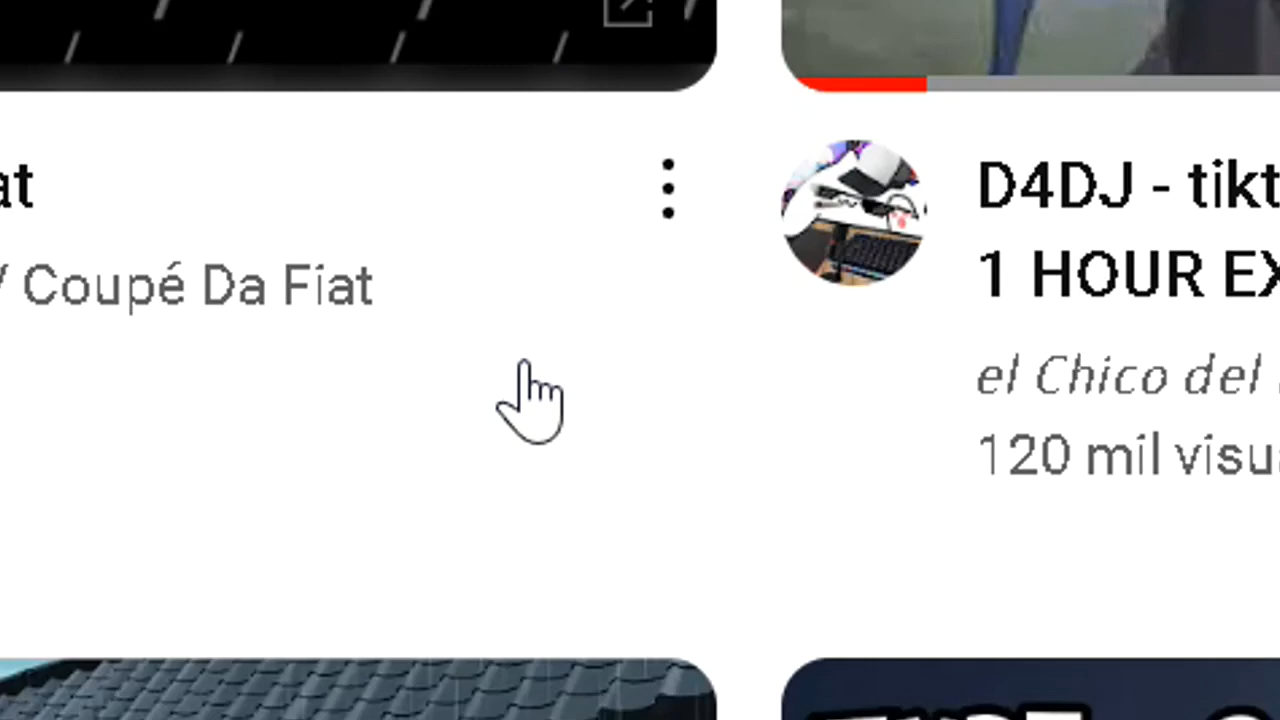 at
/ Coupé Da Fiat
D4DJ - tikt
1 HOUR EX
el Chico del
120 mil visua